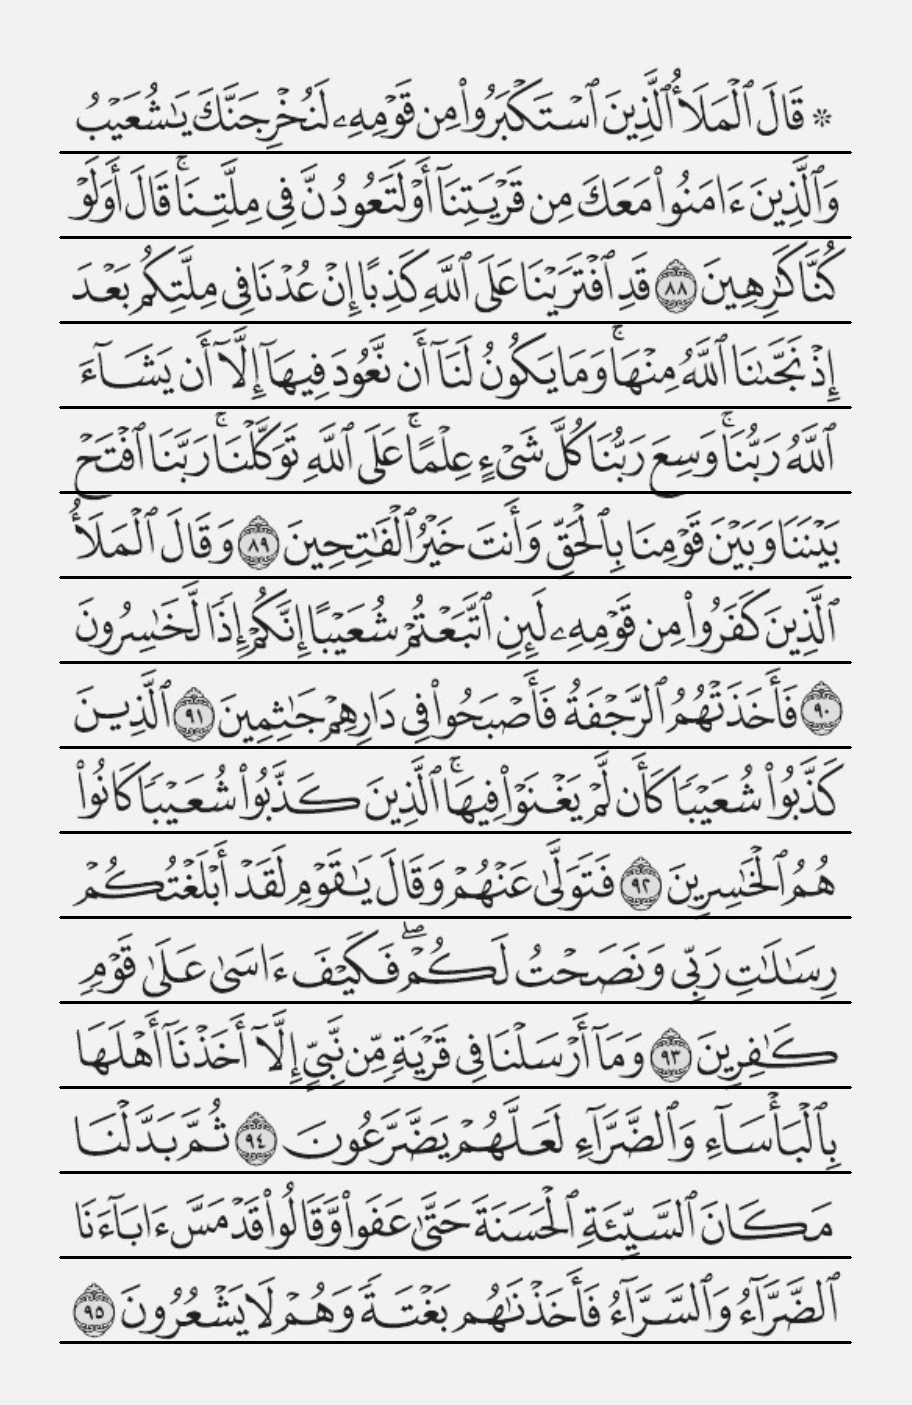 ۞ قَالَ ٱلْمَلَأُ ٱلَّذِينَ ٱسْتَكْبَرُوا۟ مِن قَوْمِهِۦ لَنُخْرِجَنَّكَ يَـٰشُعَيْبُ
وَٱلَّذِينَ ءَامَنُوا۟ مَعَكَ مِن قَرْيَتِنَآ أَوْ لَتَعُودُنَّ فِى مِلَّتِنَا ۚ قَالَ أَوَلَوْ
كُنَّا كَـٰرِهِينَ ٨٨ قَدِ ٱفْتَرَيْنَا عَلَى ٱللَّهِ كَذِبًا إِنْ عُدْنَا فِى مِلَّتِكُم بَعْدَ
إِذْ نَجَّىٰنَا ٱللَّهُ مِنْهَا ۚ وَمَا يَكُونُ لَنَآ أَن نَّعُودَ فِيهَآ إِلَّآ أَن يَشَآءَ
ٱللَّهُ رَبُّنَا ۚ وَسِعَ رَبُّنَا كُلَّ شَىْءٍ عِلْمًا ۚ عَلَى ٱللَّهِ تَوَكَّلْنَا ۚ رَبَّنَا ٱفْتَحْ
بَيْنَنَا وَبَيْنَ قَوْمِنَا بِٱلْحَقِّ وَأَنتَ خَيْرُ ٱلْفَـٰتِحِينَ ٨٩ وَقَالَ ٱلْمَلَأُ
ٱلَّذِينَ كَفَرُوا۟ مِن قَوْمِهِۦ لَئِنِ ٱتَّبَعْتُمْ شُعَيْبًا إِنَّكُمْ إِذًا لَّخَـٰسِرُونَ
٩٠ فَأَخَذَتْهُمُ ٱلرَّجْفَةُ فَأَصْبَحُوا۟ فِى دَارِهِمْ جَـٰثِمِينَ ٩١ ٱلَّذِينَ
كَذَّبُوا۟ شُعَيْبًا كَأَن لَّمْ يَغْنَوْا۟ فِيهَا ۚ ٱلَّذِينَ كَذَّبُوا۟ شُعَيْبًا كَانُوا۟
هُمُ ٱلْخَـٰسِرِينَ ٩٢ فَتَوَلَّىٰ عَنْهُمْ وَقَالَ يَـٰقَوْمِ لَقَدْ أَبْلَغْتُكُمْ
رِسَـٰلَـٰتِ رَبِّى وَنَصَحْتُ لَكُمْ ۖ فَكَيْفَ ءَاسَىٰ عَلَىٰ قَوْمٍ
كَـٰفِرِينَ ٩٣ وَمَآ أَرْسَلْنَا فِى قَرْيَةٍ مِّن نَّبِىٍّ إِلَّآ أَخَذْنَآ أَهْلَهَا
بِٱلْبَأْسَآءِ وَٱلضَّرَّآءِ لَعَلَّهُمْ يَضَّرَّعُونَ ٩٤ ثُمَّ بَدَّلْنَا
مَكَانَ ٱلسَّيِّئَةِ ٱلْحَسَنَةَ حَتَّىٰ عَفَوا۟ وَّقَالُوا۟ قَدْ مَسَّ ءَابَآءَنَا
ٱلضَّرَّآءُ وَٱلسَّرَّآءُ فَأَخَذْنَـٰهُم بَغْتَةً وَهُمْ لَا يَشْعُرُونَ ٩٥